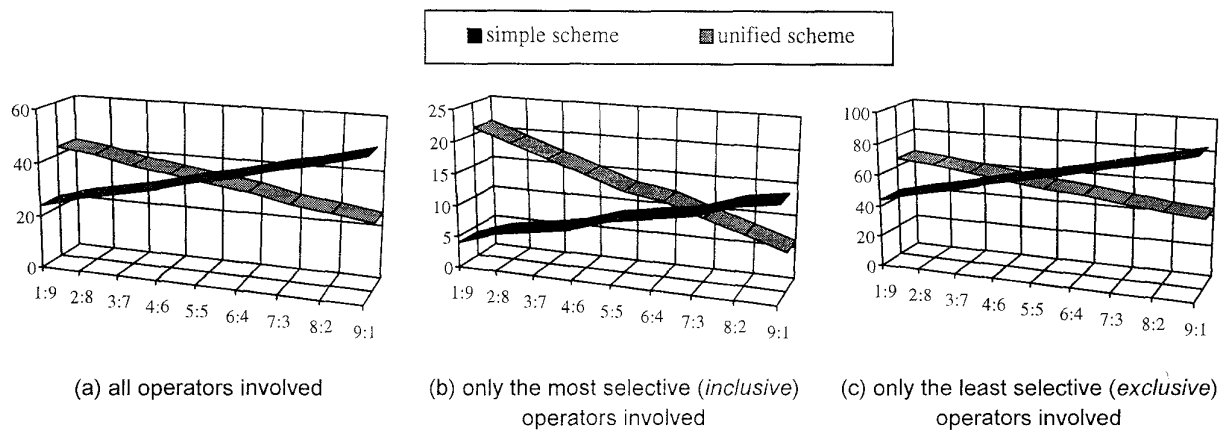 simple scheme unified scheme
60
40
20
0
1:9 2:8 3:7 4:6 5:5 6:4 7:3 8:2 9:1
25
20
15
10
5
0
1:9 2:8 3:7 4:6 5:5 6:4 7:3 8:2 9:1
100
80
60
40
20
0
1:9 2:8 3:7 4:6 5:5 6:4 7:3 8:2 9:1
(a) all operators involved
(b) only the most selective (inclusive)
operators involved
(c) only the least selective (exclusive)
operators involved